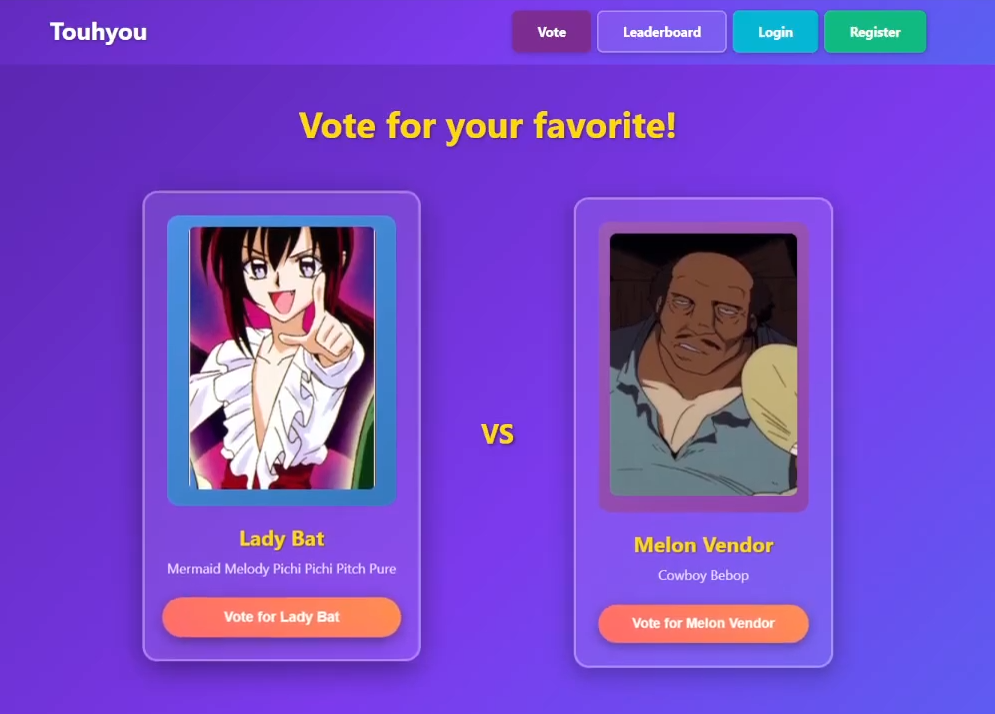 Touhyou
Vote
Leaderboard
Login
Register
Vote for your favorite!
Lady Bat
Mermaid Melody Pichi Pichi Pitch Pure
Vote for Lady Bat
VS
Melon Vendor
Cowboy Bebop
Vote for Melon Vendor